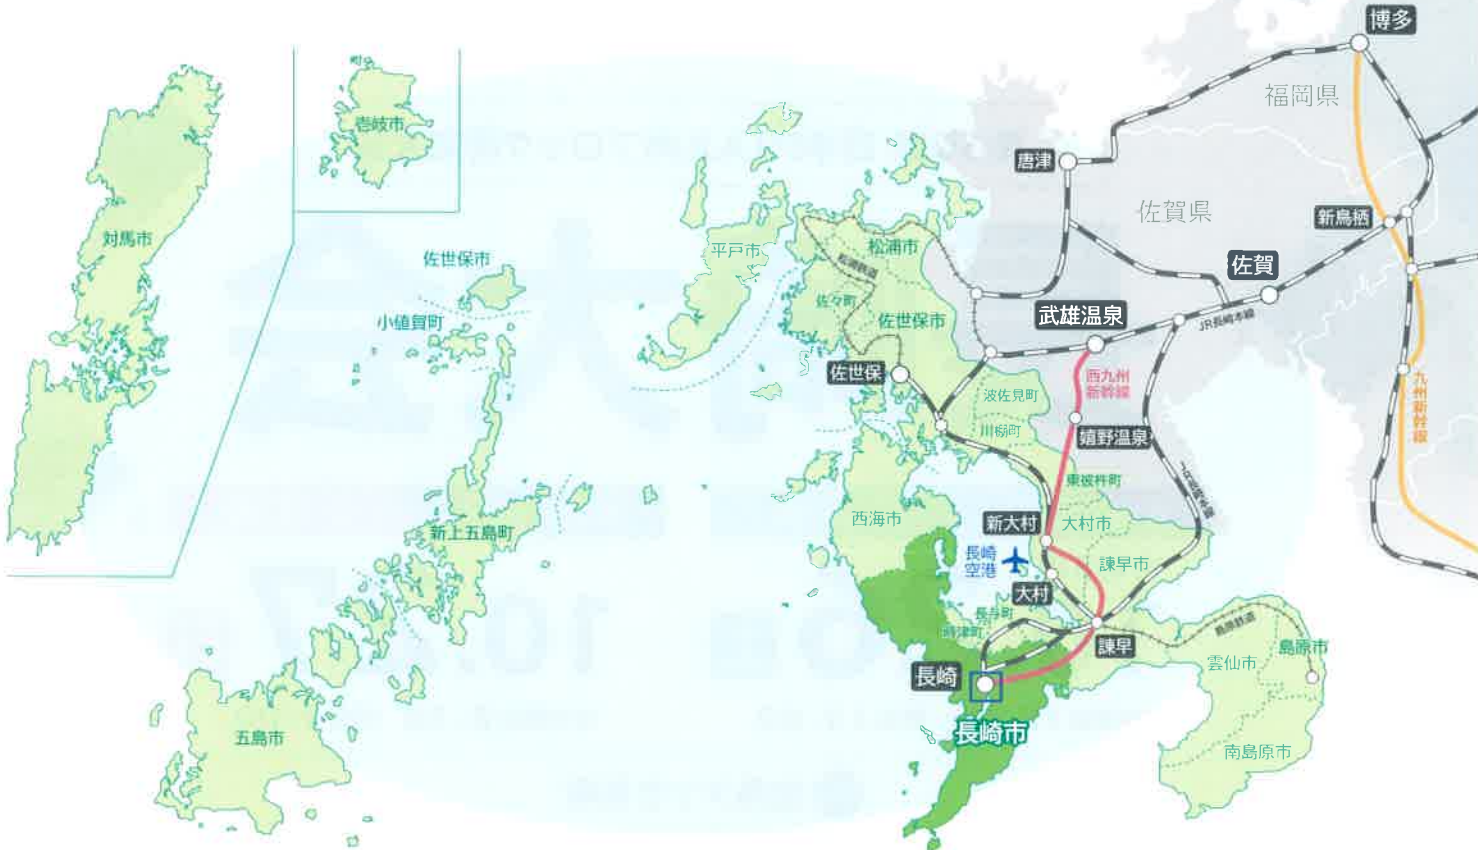 博多
福岡県
壱岐市
唐津
佐賀県
新鳥栖
対馬市
佐世保市
平戸市
松浦市
松浦鉄道
佐賀
佐々町
小値賀町
佐世保市
武雄温泉
JR長崎本線
佐世保
西九州
新幹線
波佐見町
九州新幹線
川棚町
嬉野温泉
東彼杵町
西海市
新大村
大村市
新上五島町
長崎
空港
諫早市
大村
長与町
時津町
島原鉄道
諫早
島原市
雲仙市
長崎
長崎市
五島市
南島原市